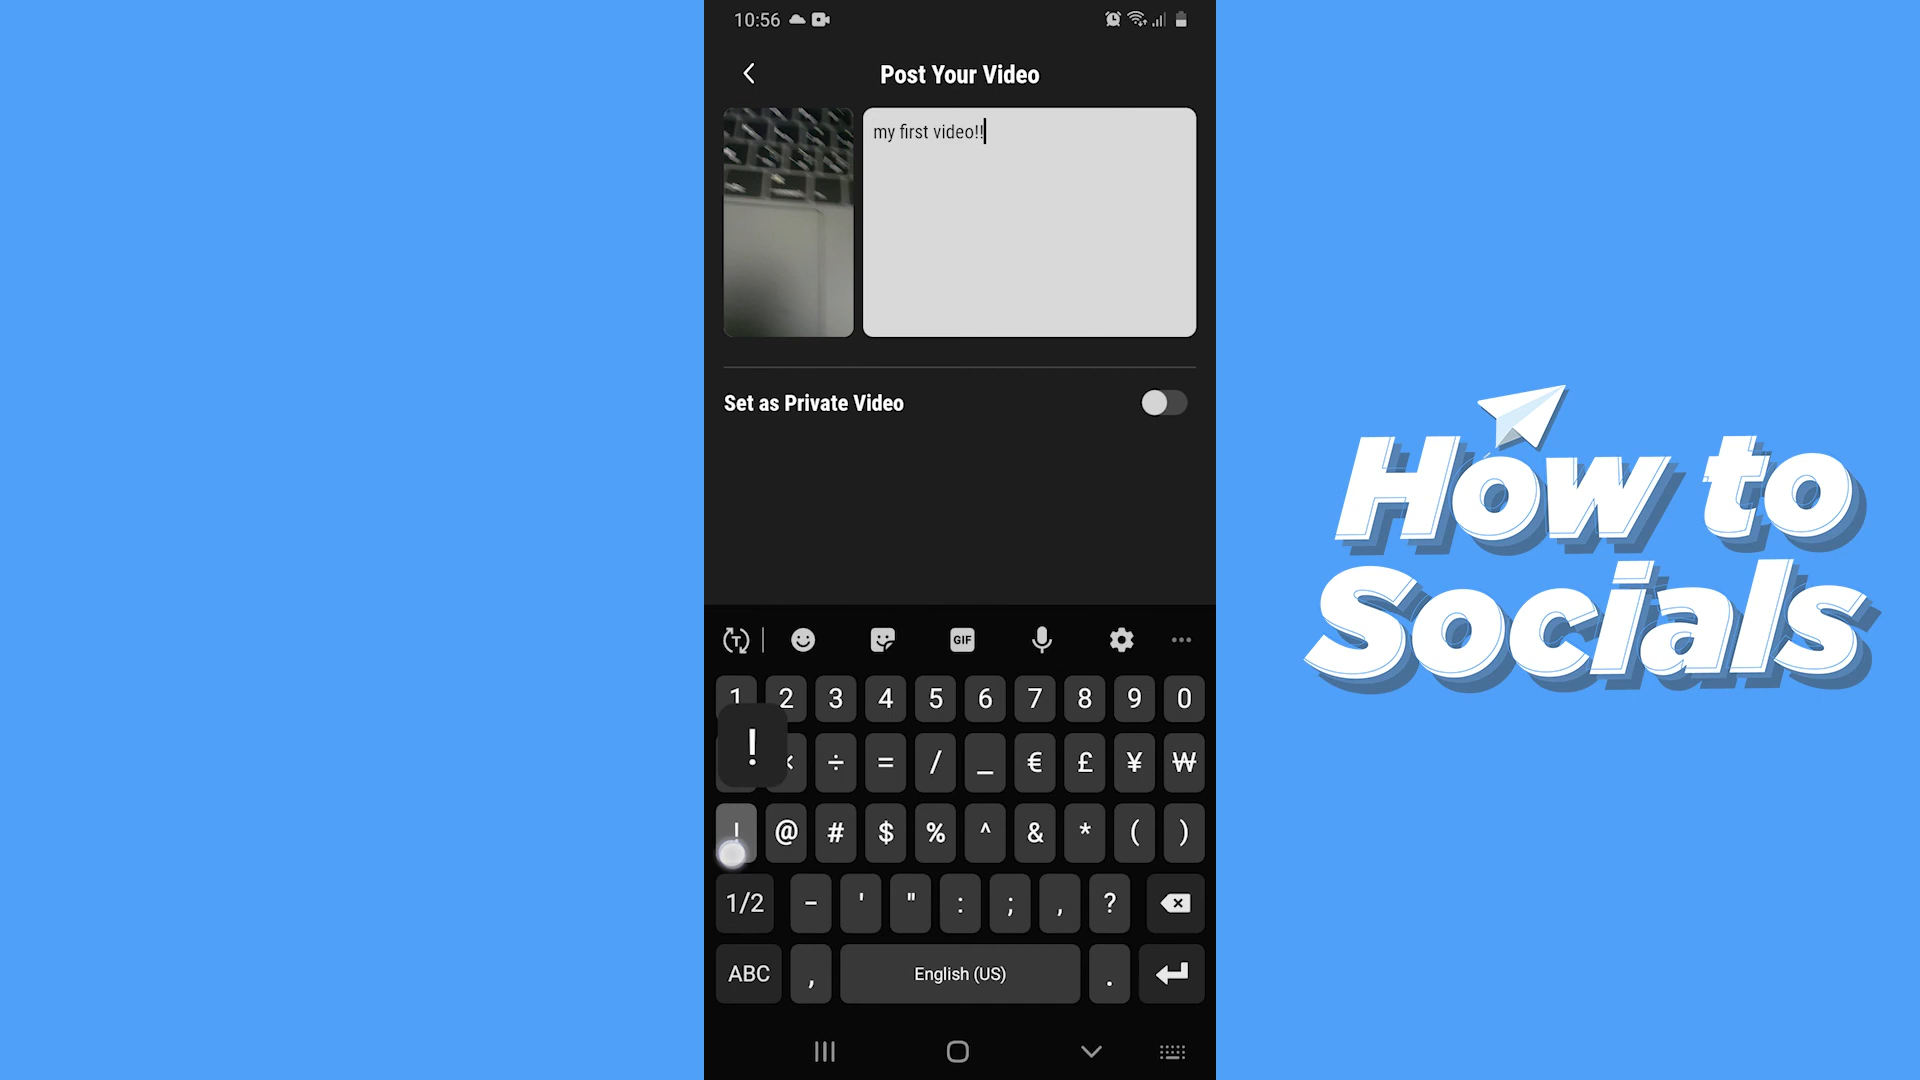 10:56
Post Your Video
my first video!!
Set as Private Video
How to
Socials
GIF
1 2 3 4 5 6 7 8 9 0
! ÷ = / _ € £ ¥ ₩
! @ # $ % ^ & * ( )
1/2 - ' " : ; , ?
ABC , English (US) .